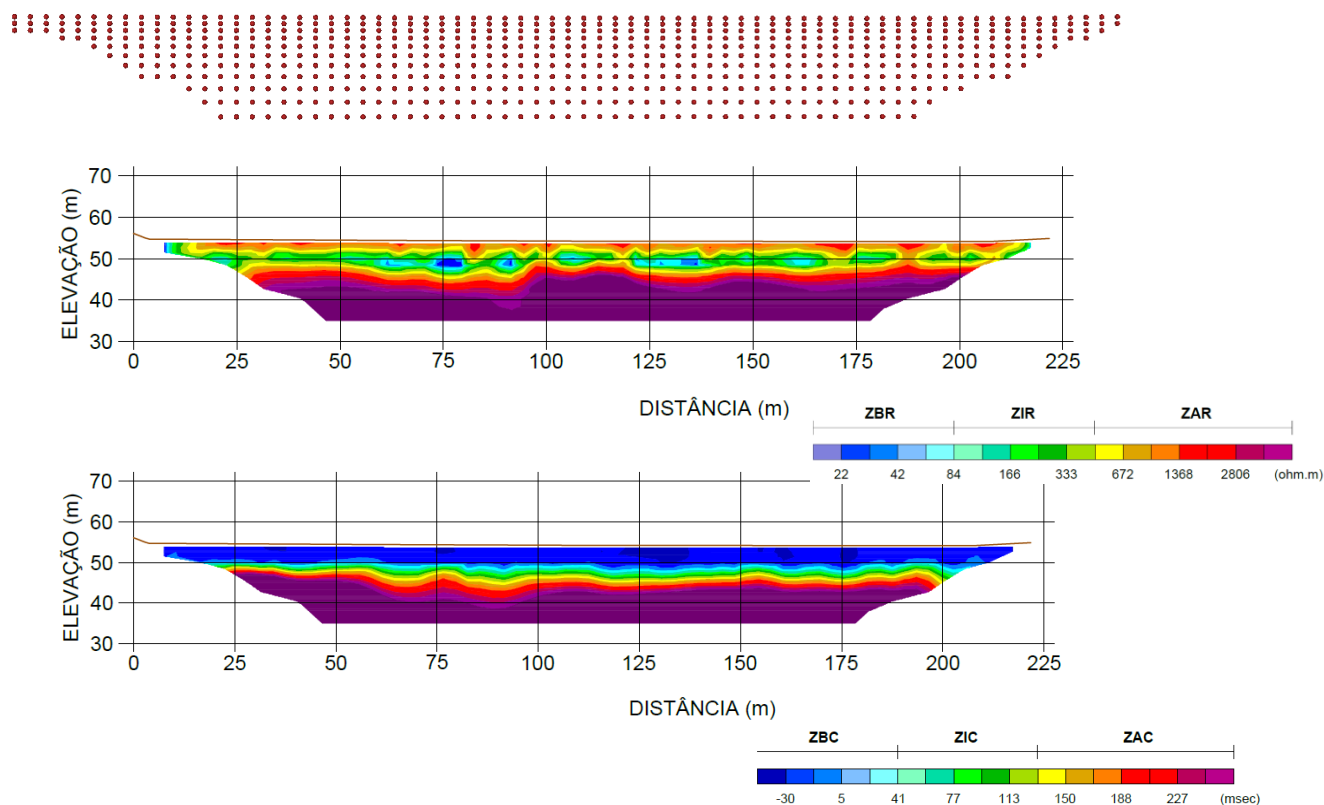 70
60
50
40
30
ELEVAÇÃO (m)
0 25 50 75 100 125 150 175 200 225
DISTÂNCIA (m)
ZBR ZIR ZAR
22 42 84 166 333 672 1368 2806 (ohm.m)
70
60
50
40
30
ELEVAÇÃO (m)
0 25 50 75 100 125 150 175 200 225
DISTÂNCIA (m)
ZBC ZIC ZAC
-30 5 41 77 113 150 188 227 (msec)